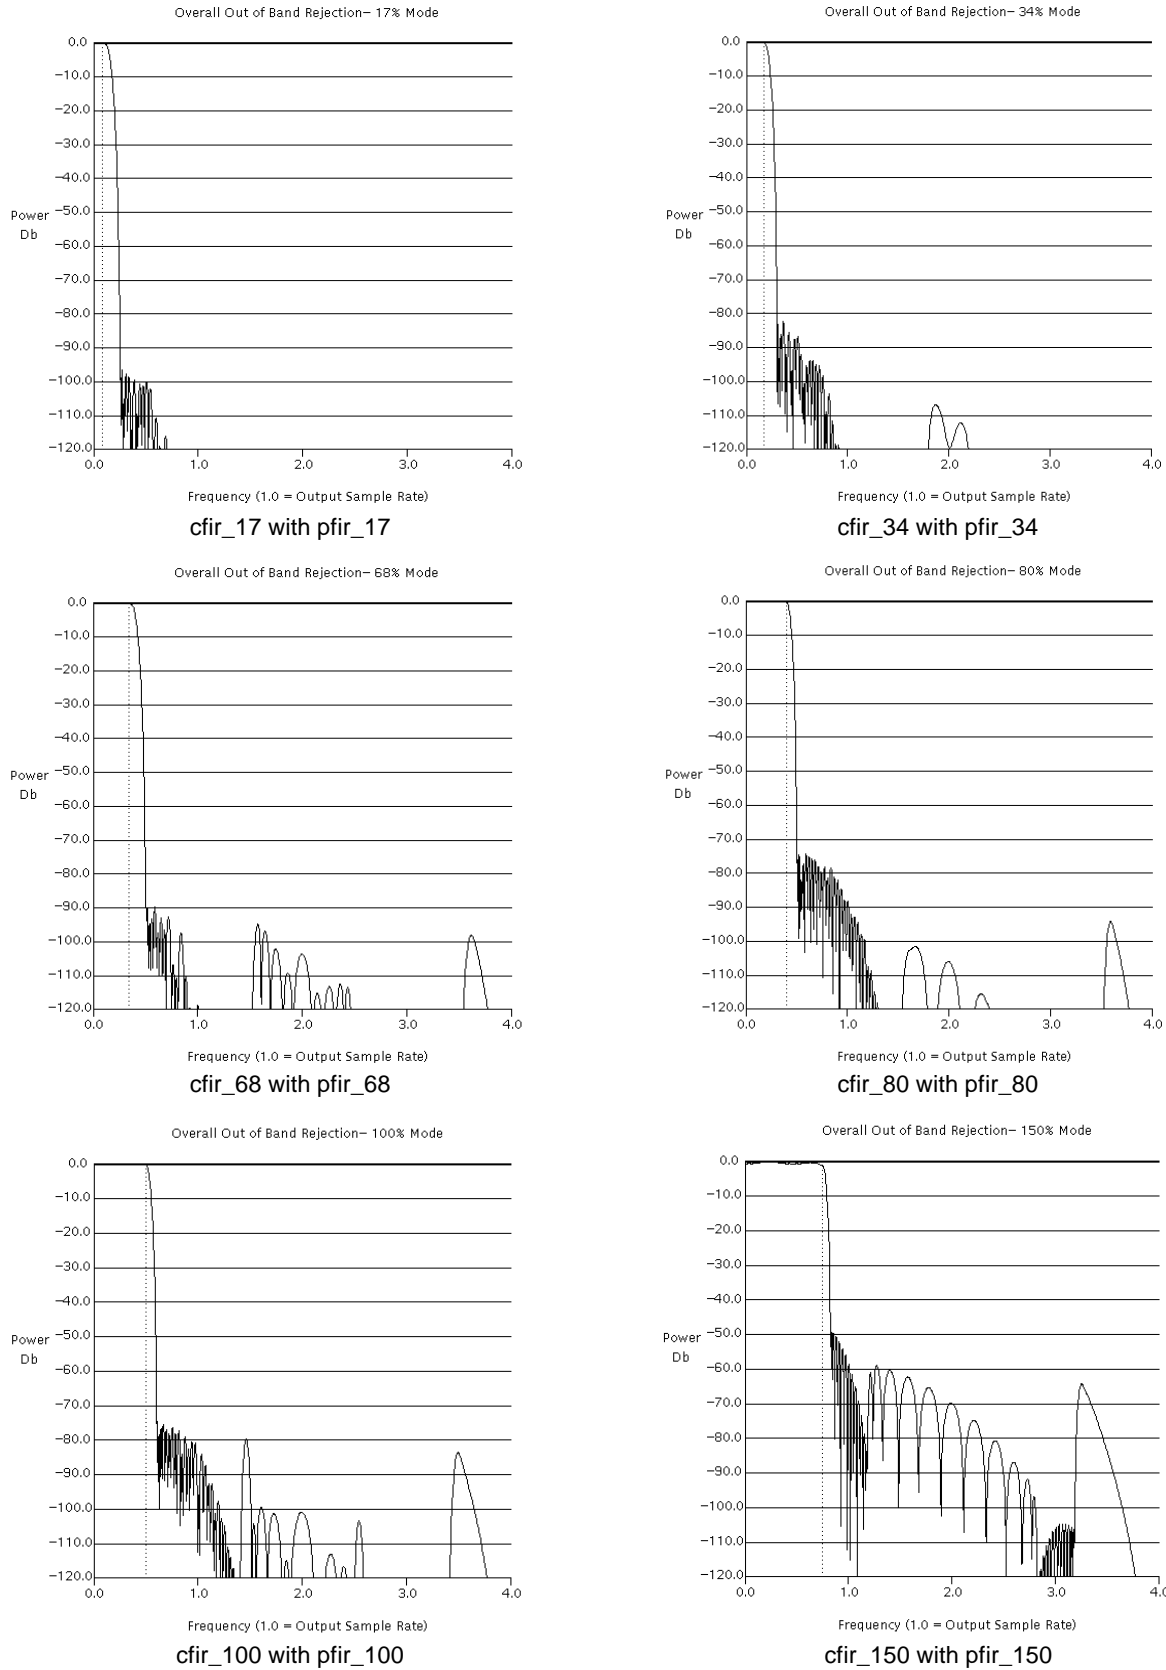 Overall Out of Band Rejection– 17% Mode
0.0
–10.0
–20.0
–30.0
–40.0
–50.0
–60.0
–70.0
–80.0
–90.0
–100.0
–110.0
–120.0
Power
Db
0.0 1.0 2.0 3.0 4.0
Frequency (1.0 = Output Sample Rate)
cfir_17 with pfir_17
Overall Out of Band Rejection– 34% Mode
0.0
–10.0
–20.0
–30.0
–40.0
–50.0
–60.0
–70.0
–80.0
–90.0
–100.0
–110.0
–120.0
Power
Db
0.0 1.0 2.0 3.0 4.0
Frequency (1.0 = Output Sample Rate)
cfir_34 with pfir_34
Overall Out of Band Rejection– 68% Mode
0.0
–10.0
–20.0
–30.0
–40.0
–50.0
–60.0
–70.0
–80.0
–90.0
–100.0
–110.0
–120.0
Power
Db
0.0 1.0 2.0 3.0 4.0
Frequency (1.0 = Output Sample Rate)
cfir_68 with pfir_68
Overall Out of Band Rejection– 80% Mode
0.0
–10.0
–20.0
–30.0
–40.0
–50.0
–60.0
–70.0
–80.0
–90.0
–100.0
–110.0
–120.0
Power
Db
0.0 1.0 2.0 3.0 4.0
Frequency (1.0 = Output Sample Rate)
cfir_80 with pfir_80
Overall Out of Band Rejection– 100% Mode
0.0
–10.0
–20.0
–30.0
–40.0
–50.0
–60.0
–70.0
–80.0
–90.0
–100.0
–110.0
–120.0
Power
Db
0.0 1.0 2.0 3.0 4.0
Frequency (1.0 = Output Sample Rate)
cfir_100 with pfir_100
Overall Out of Band Rejection– 150% Mode
0.0
–10.0
–20.0
–30.0
–40.0
–50.0
–60.0
–70.0
–80.0
–90.0
–100.0
–110.0
–120.0
Power
Db
0.0 1.0 2.0 3.0 4.0
Frequency (1.0 = Output Sample Rate)
cfir_150 with pfir_150